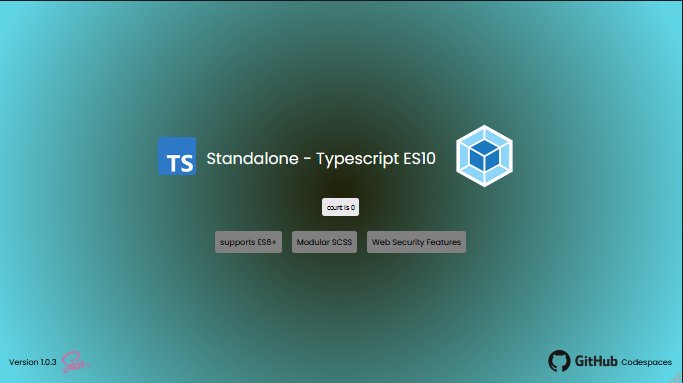 TS Standalone - Typescript ES10
count is 0
supports ES6+ Modular SCSS Web Security Features
Version 1.0.3 Sass GitHub Codespaces